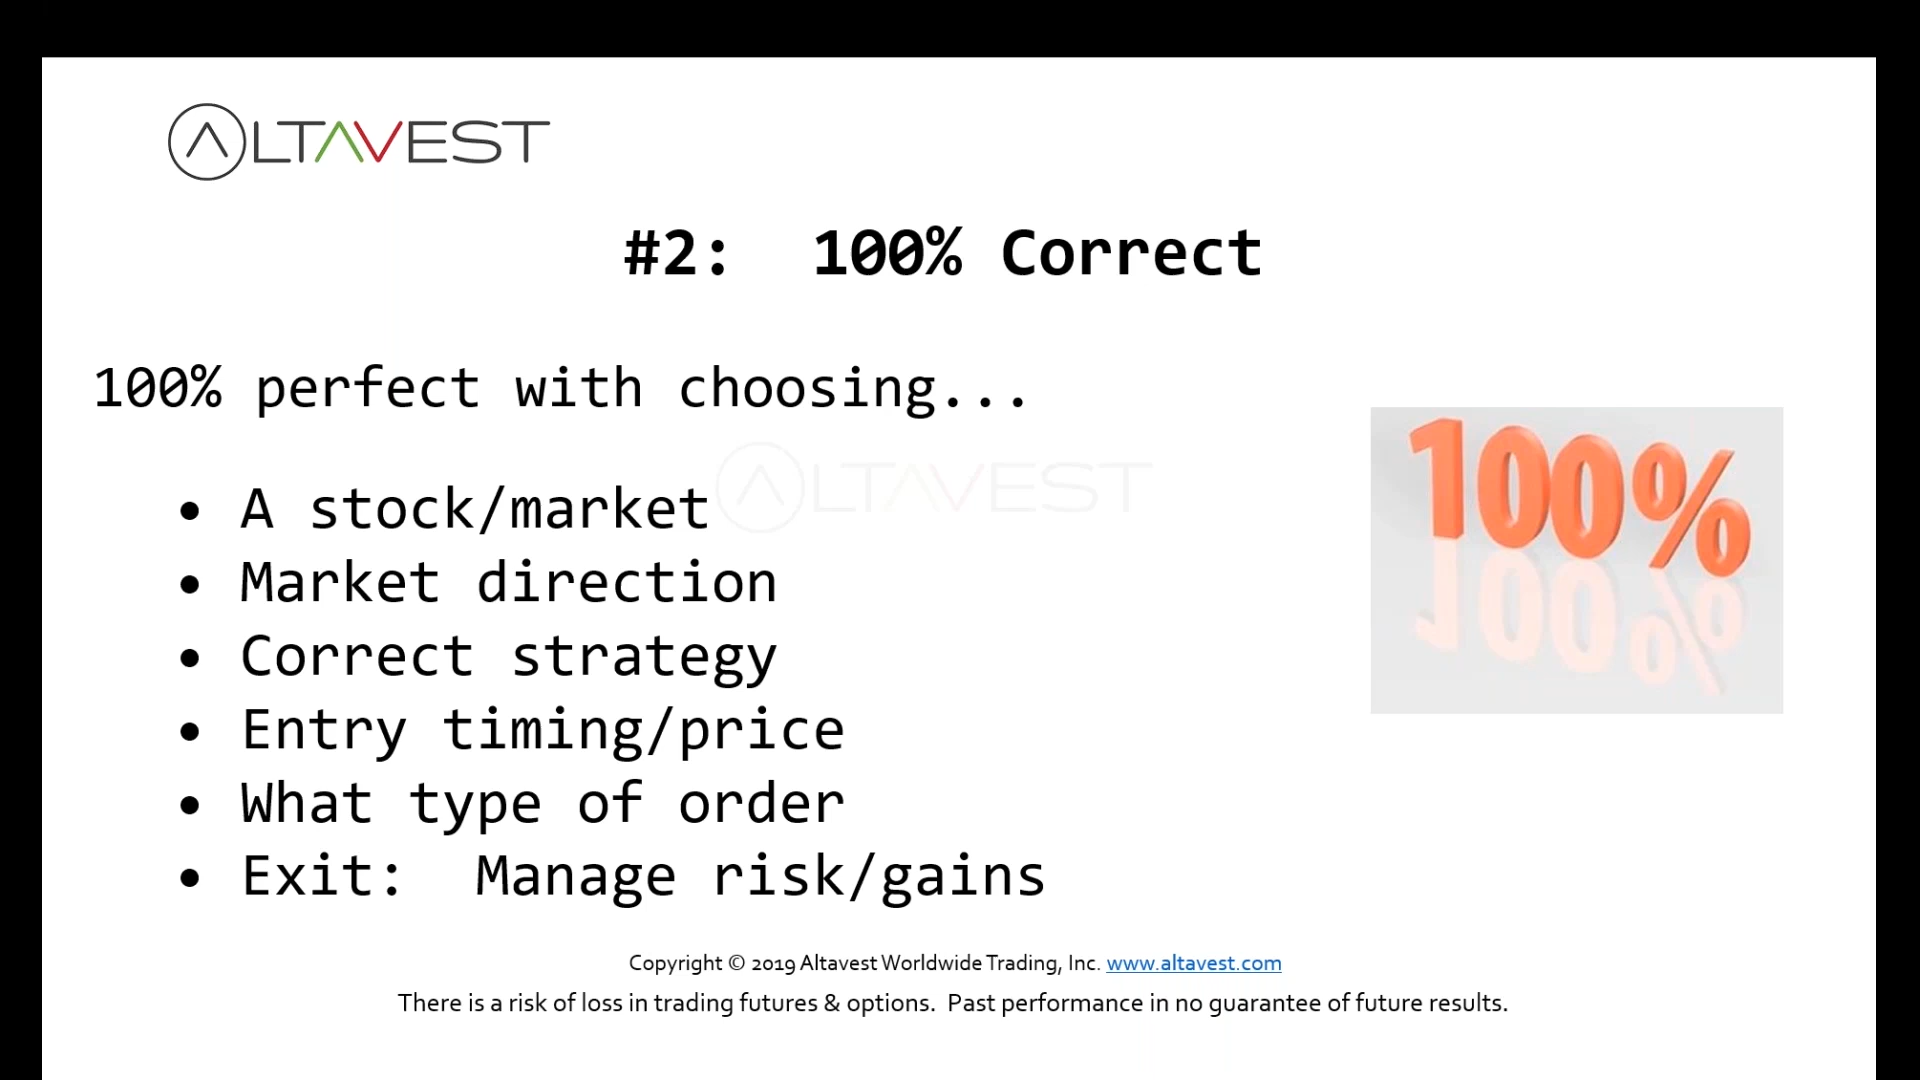 ALTAVEST
#2:  100% Correct
100% perfect with choosing...
ALTAVEST
• A stock/market
• Market direction
• Correct strategy
• Entry timing/price
• What type of order
• Exit:  Manage risk/gains
100%
Copyright © 2019 Altavest Worldwide Trading, Inc. www.altavest.com
There is a risk of loss in trading futures & options.  Past performance in no guarantee of future results.